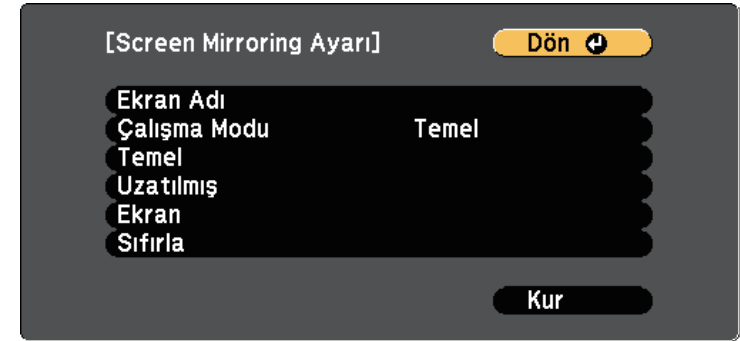 [Screen Mirroring Ayarı] Dön
Ekran Adı
Çalışma Modu Temel
Temel
Uzatılmış
Ekran
Sıfırla
Kur